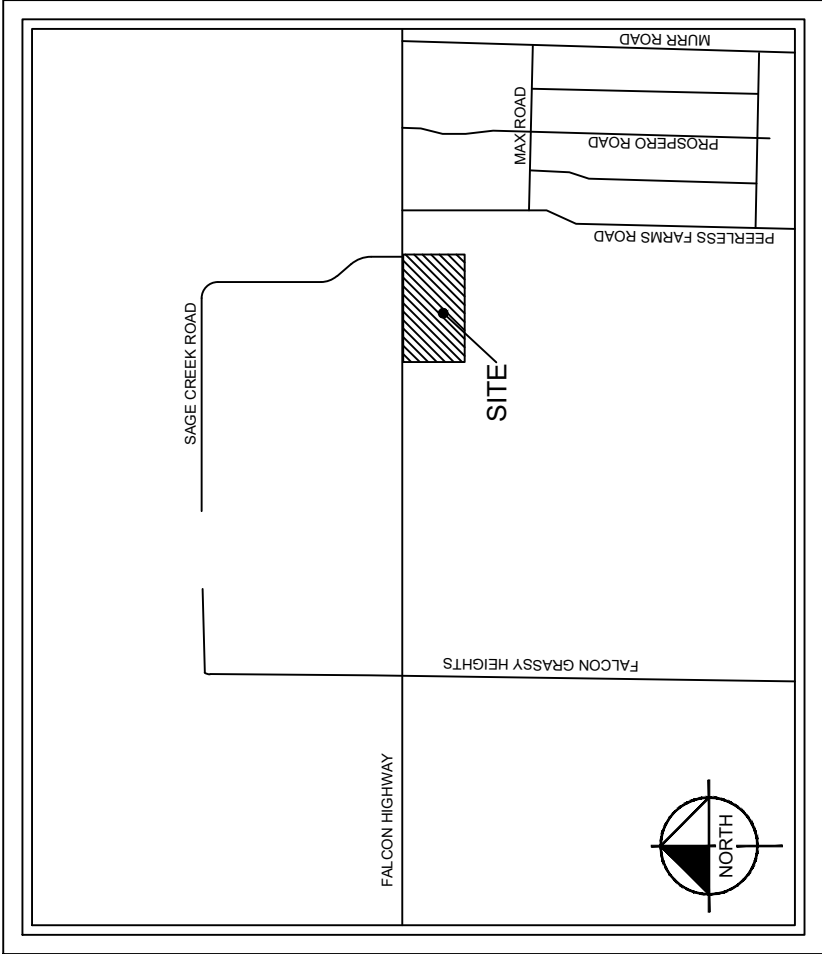 MURR ROAD
MAX ROAD
PROSPERO ROAD
PEERLESS FARMS ROAD
SAGE CREEK ROAD
SITE
FALCON GRASSY HEIGHTS
FALCON HIGHWAY
NORTH